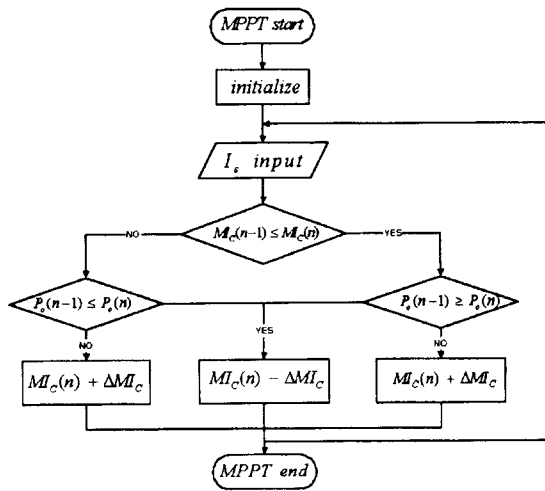 MPPT start
initialize
I_o input
MI_C(n−1) ≤ MI_C(n)
NO
YES
P_o(n−1) ≤ P_o(n)
P_o(n−1) ≥ P_o(n)
YES
NO
NO
MI_C(n) + ΔMI_C
MI_C(n) − ΔMI_C
MI_C(n) + ΔMI_C
MPPT end